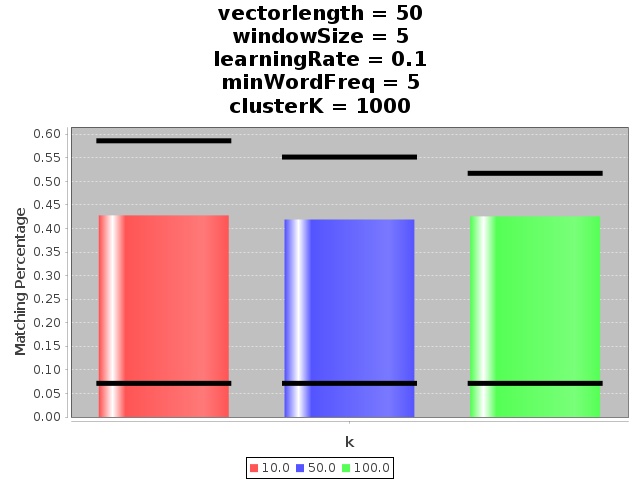 vectorlength = 50
windowSize = 5
learningRate = 0.1
minWordFreq = 5
clusterK = 1000
0.60
0.55
0.50
0.45
0.40
0.35
0.30
0.25
0.20
0.15
0.10
0.05
0.00
Matching Percentage
k
10.0 50.0 100.0